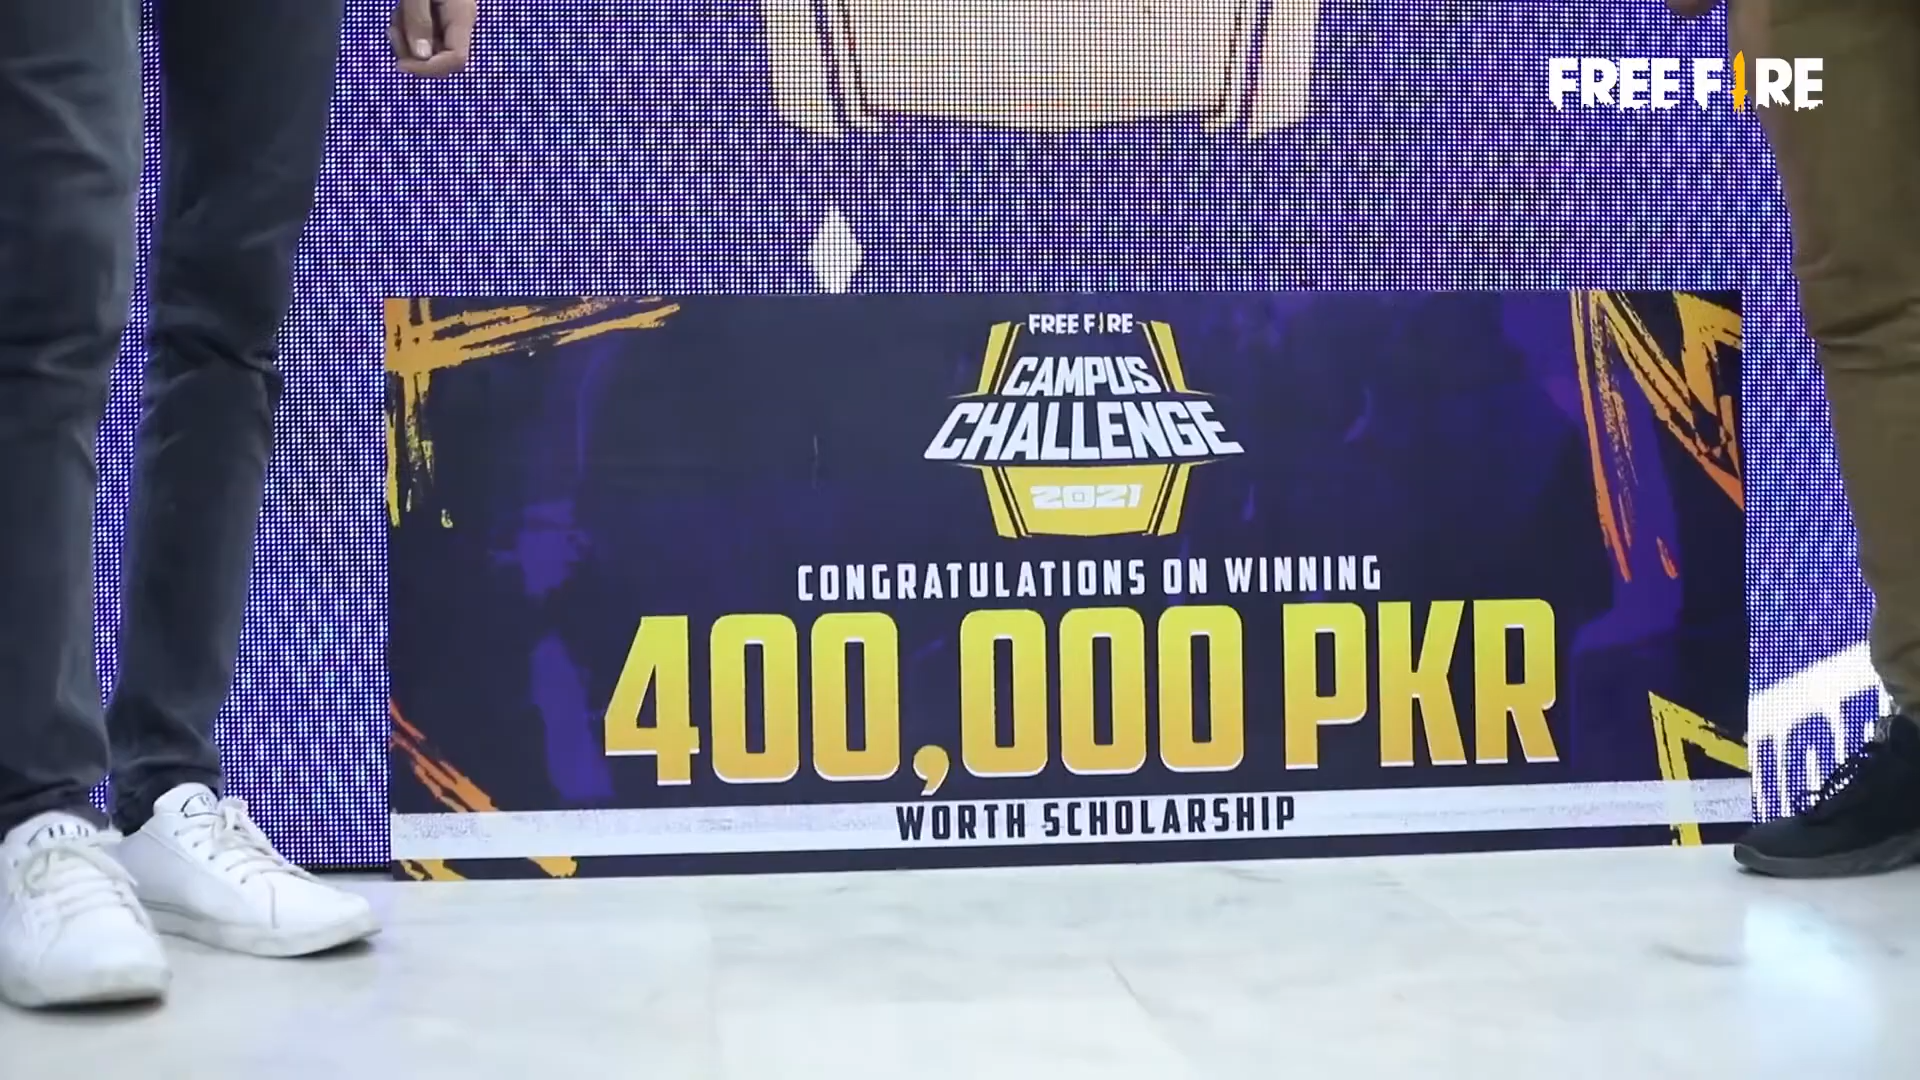 FREE FIRE
FREE FIRE
CAMPUS
CHALLENGE
2021
CONGRATULATIONS ON WINNING
400,000 PKR
WORTH SCHOLARSHIP